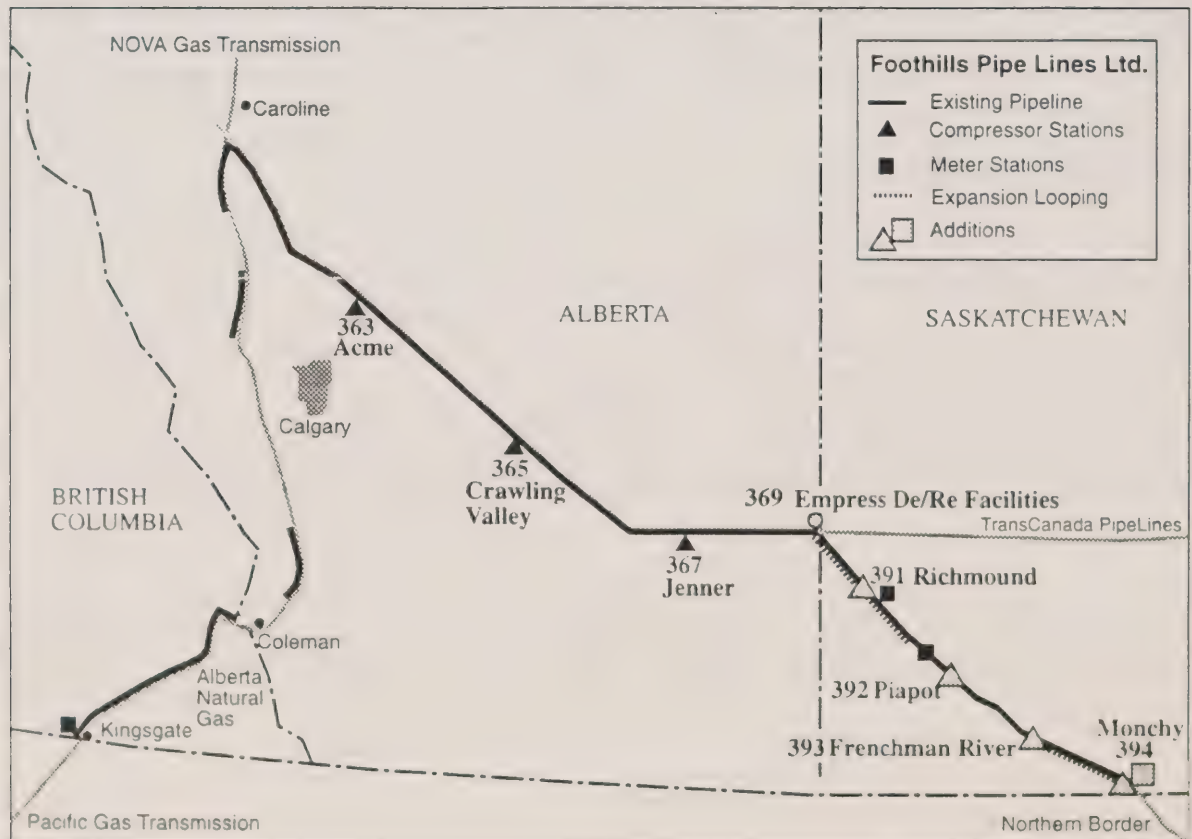 NOVA Gas Transmission
Caroline
Foothills Pipe Lines Ltd.
Existing Pipeline
Compressor Stations
Meter Stations
Expansion Looping
Additions
363
Acme
ALBERTA
SASKATCHEWAN
Calgary
365
Crawling
Valley
BRITISH
COLUMBIA
369 Empress De/Re Facilities
TransCanada PipeLines
367
Jenner
391 Richmound
Coleman
Alberta
Natural
Gas
392 Piapot
Kingsgate
393 Frenchman River
Monchy
394
Pacific Gas Transmission
Northern Border